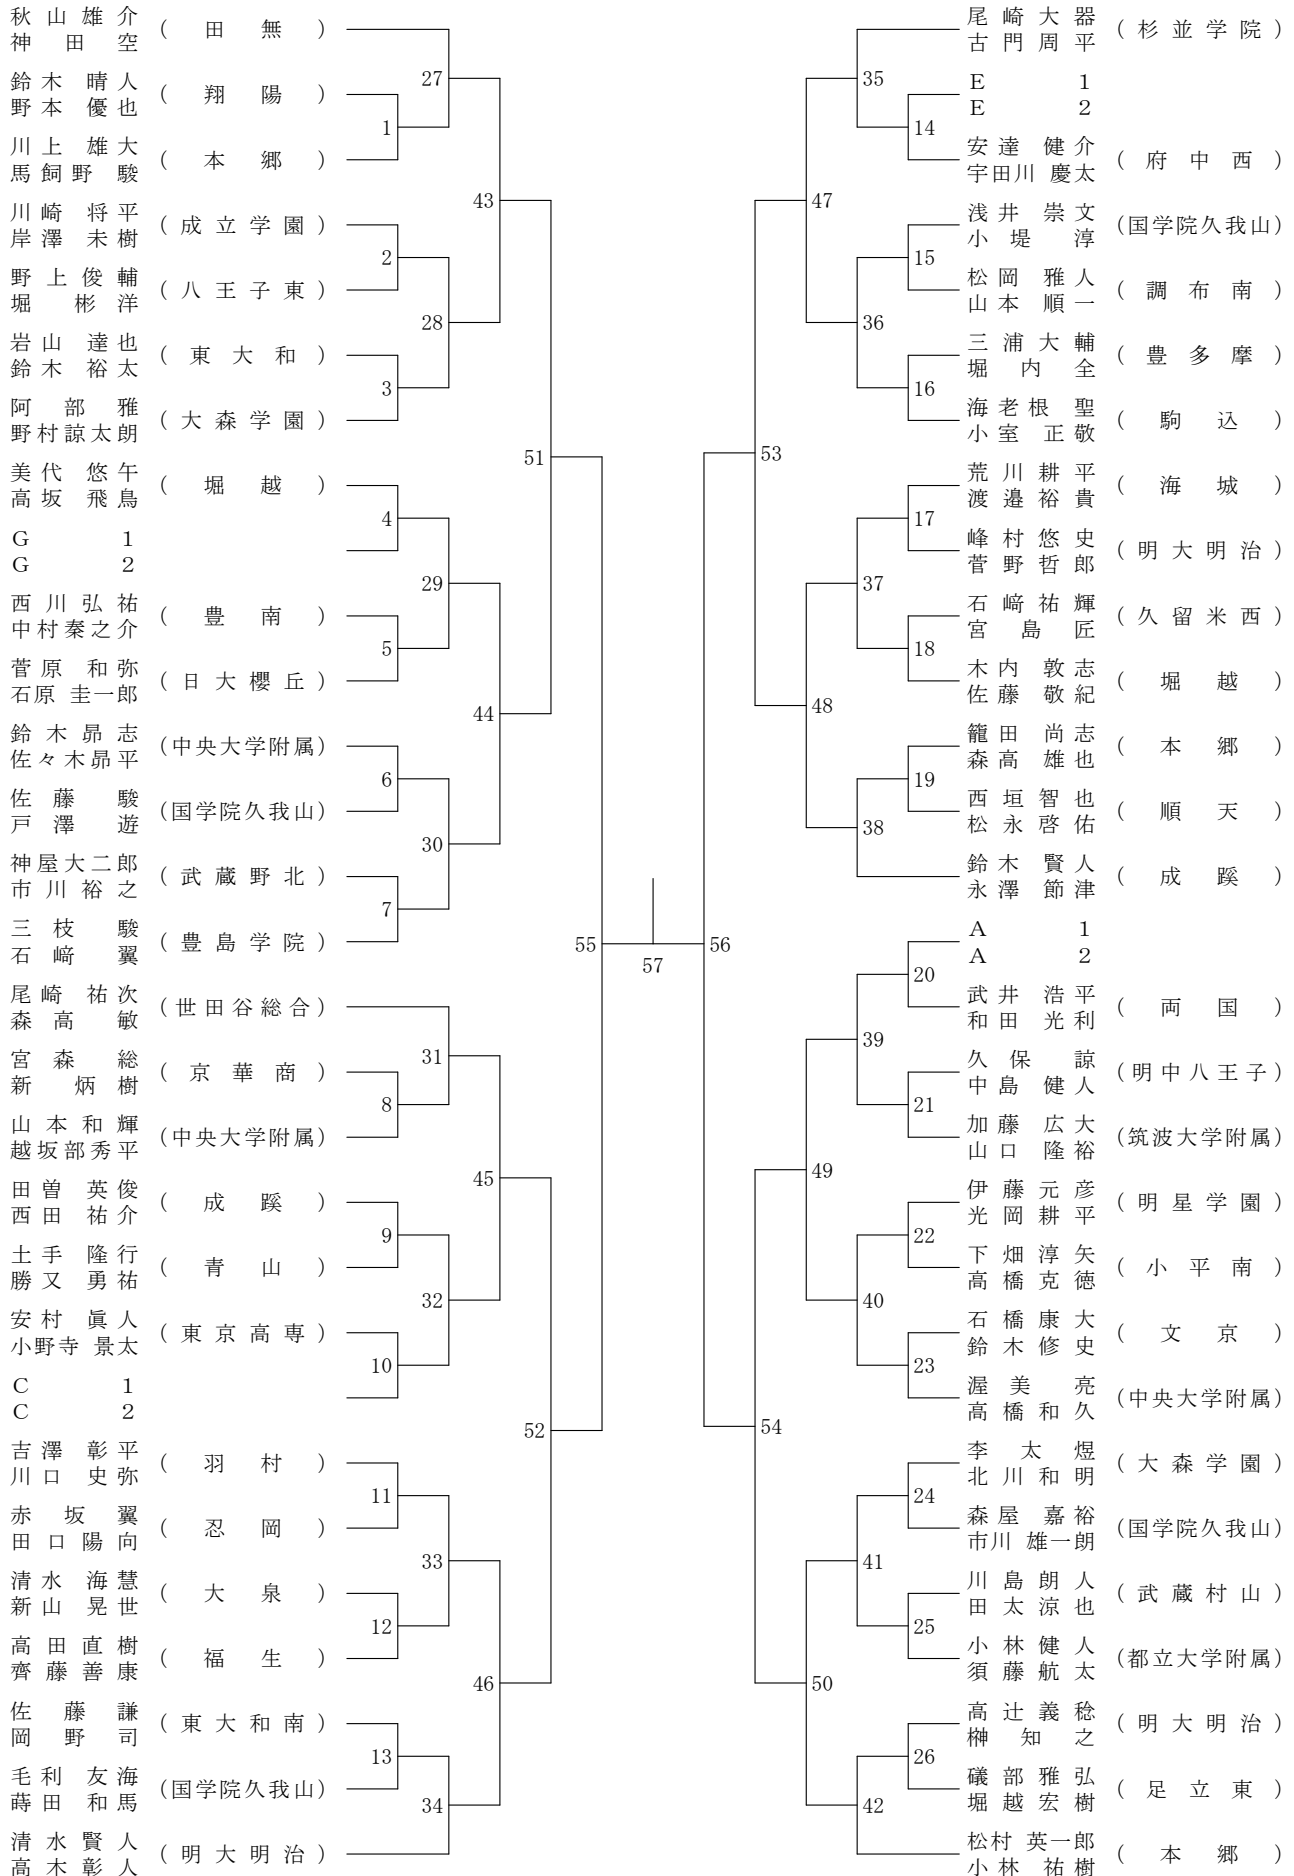 秋山雄介
神田空
(田無)
鈴木晴人
野本優也
(翔陽)
川上雄大
馬飼野駿
(本郷)
川崎将平
岸澤未樹
(成立学園)
野上俊輔
堀彬洋
(八王子東)
岩山達也
鈴木裕太
(東大和)
阿部雅
野村諒太朗
(大森学園)
美代悠午
高坂飛鳥
(堀越)
G 1
G 2
西川弘祐
中村秦之介
(豊南)
菅原和弥
石原圭一郎
(日大櫻丘)
鈴木昴志
佐々木昴平
(中央大学附属)
佐藤駿
戸澤遊
(国学院久我山)
神屋大二郎
市川裕之
(武蔵野北)
三枝駿
石﨑翼
(豊島学院)
尾崎祐次
森高敏
(世田谷総合)
宮森総
新炳樹
(京華商)
山本和輝
越坂部秀平
(中央大学附属)
田曽英俊
西田祐介
(成蹊)
土手隆行
勝又勇祐
(青山)
安村眞人
小野寺景太
(東京高専)
C 1
C 2
吉澤彰平
川口史弥
(羽村)
赤坂翼
田口陽向
(忍岡)
清水海慧
新山晃世
(大泉)
高田直樹
齊藤善康
(福生)
佐藤謙
岡野司
(東大和南)
毛利友海
蒔田和馬
(国学院久我山)
清水賢人
高木彰人
(明大明治)
1
2
3
4
5
6
7
8
9
10
11
12
13
27
28
29
30
31
32
33
34
43
44
45
46
51
52
55
57
56
53
54
47
48
49
50
35
36
37
38
39
40
41
42
14
15
16
17
18
19
20
21
22
23
24
25
26
尾崎大器
古門周平
(杉並学院)
E 1
E 2
安達健介
宇田川慶太
(府中西)
浅井崇文
小堤淳
(国学院久我山)
松岡雅人
山本順一
(調布南)
三浦大輔
堀内全
(豊多摩)
海老根聖
小室正敬
(駒込)
荒川耕平
渡邉裕貴
(海城)
峰村悠史
菅野哲郎
(明大明治)
石﨑祐輝
宮島匠
(久留米西)
木内敦志
佐藤敬紀
(堀越)
籠田尚志
森高雄也
(本郷)
西垣智也
松永啓佑
(順天)
鈴木賢人
永澤節津
(成蹊)
A 1
A 2
武井浩平
和田光利
(両国)
久保諒
中島健人
(明中八王子)
加藤広大
山口隆裕
(筑波大学附属)
伊藤元彦
光岡耕平
(明星学園)
下畑淳矢
高橋克徳
(小平南)
石橋康大
鈴木修史
(文京)
渥美亮
高橋和久
(中央大学附属)
李太煜
北川和明
(大森学園)
森屋嘉裕
市川雄一朗
(国学院久我山)
川島朗人
田太涼也
(武蔵村山)
小林健人
須藤航太
(都立大学附属)
高辻義稔
榊知之
(明大明治)
礒部雅弘
堀越宏樹
(足立東)
松村英一郎
小林祐樹
(本郷)